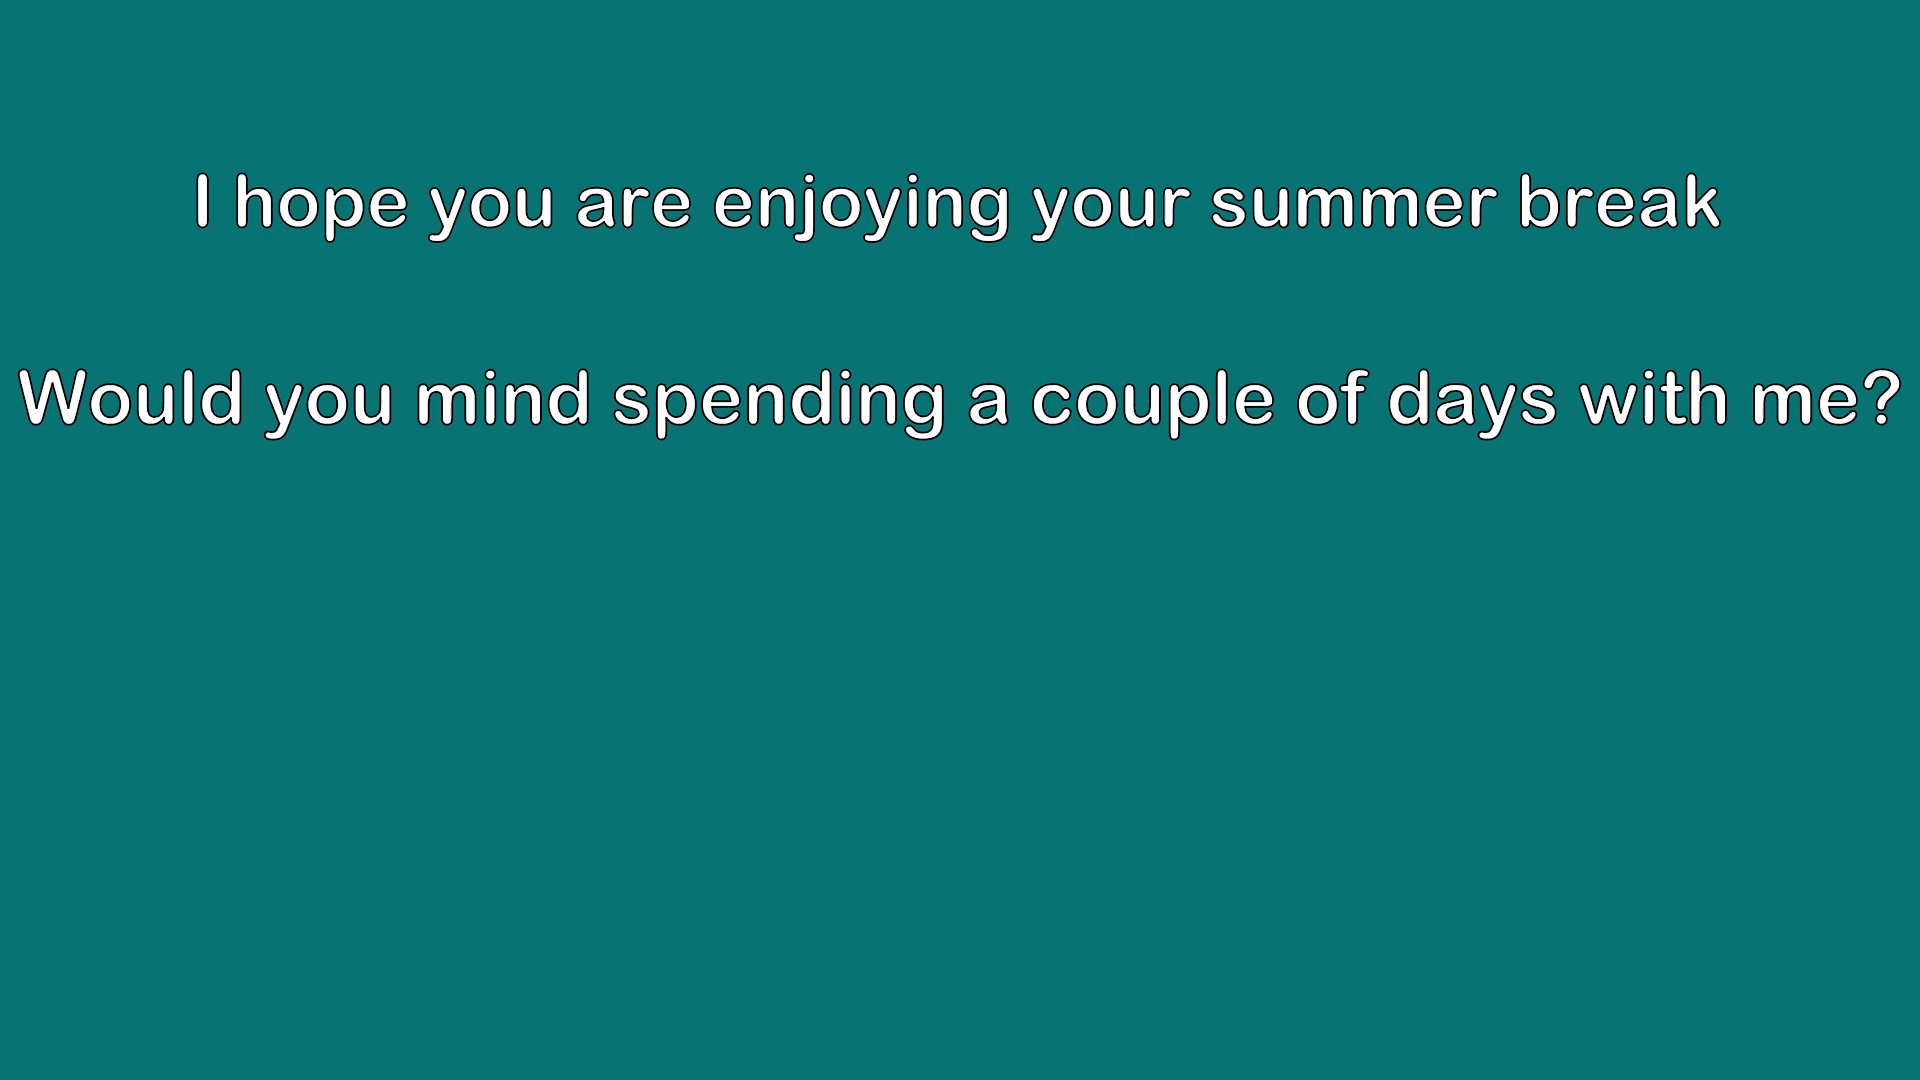 I hope you are enjoying your summer break
Would you mind spending a couple of days with me?